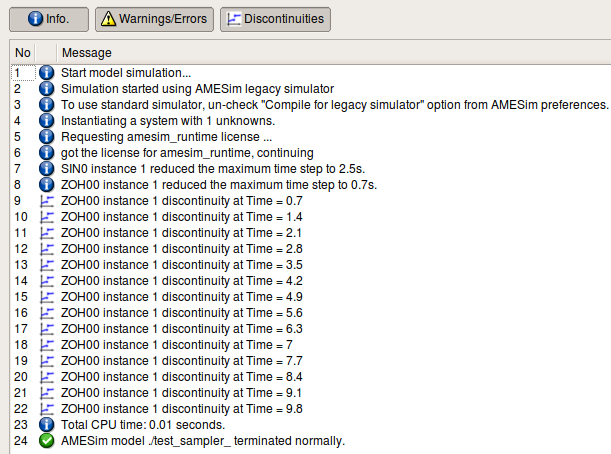 Info. Warnings/Errors Discontinuities
No Message
1 Start model simulation...
2 Simulation started using AMESim legacy simulator
3 To use standard simulator, un-check "Compile for legacy simulator" option from AMESim preferences.
4 Instantiating a system with 1 unknowns.
5 Requesting amesim_runtime license ...
6 got the license for amesim_runtime, continuing
7 SIN0 instance 1 reduced the maximum time step to 2.5s.
8 ZOH00 instance 1 reduced the maximum time step to 0.7s.
9 ZOH00 instance 1 discontinuity at Time = 0.7
10 ZOH00 instance 1 discontinuity at Time = 1.4
11 ZOH00 instance 1 discontinuity at Time = 2.1
12 ZOH00 instance 1 discontinuity at Time = 2.8
13 ZOH00 instance 1 discontinuity at Time = 3.5
14 ZOH00 instance 1 discontinuity at Time = 4.2
15 ZOH00 instance 1 discontinuity at Time = 4.9
16 ZOH00 instance 1 discontinuity at Time = 5.6
17 ZOH00 instance 1 discontinuity at Time = 6.3
18 ZOH00 instance 1 discontinuity at Time = 7
19 ZOH00 instance 1 discontinuity at Time = 7.7
20 ZOH00 instance 1 discontinuity at Time = 8.4
21 ZOH00 instance 1 discontinuity at Time = 9.1
22 ZOH00 instance 1 discontinuity at Time = 9.8
23 Total CPU time: 0.01 seconds.
24 AMESim model ./test_sampler_ terminated normally.